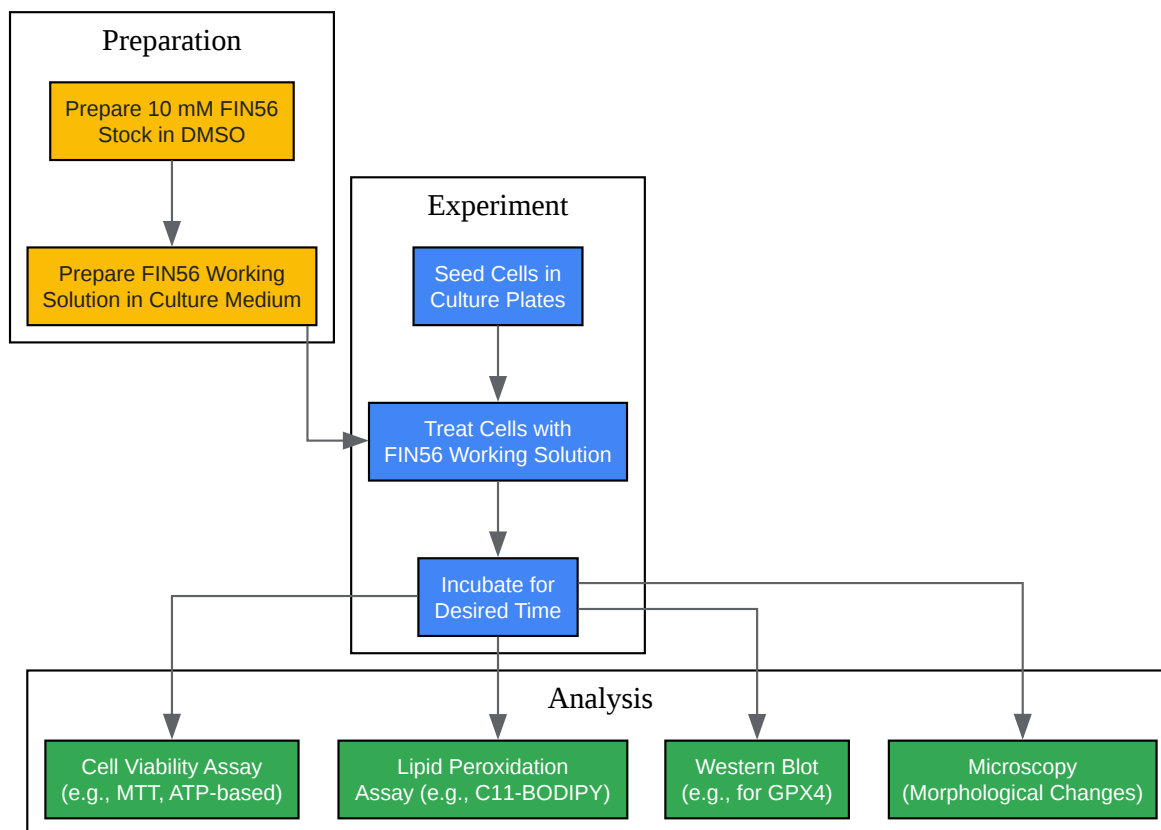 Preparation
Prepare 10 mM FIN56
Stock in DMSO
Prepare FIN56 Working
Solution in Culture Medium
Experiment
Seed Cells in
Culture Plates
Treat Cells with
FIN56 Working Solution
Incubate for
Desired Time
Analysis
Cell Viability Assay
(e.g., MTT, ATP-based)
Lipid Peroxidation
Assay (e.g., C11-BODIPY)
Western Blot
(e.g., for GPX4)
Microscopy
(Morphological Changes)